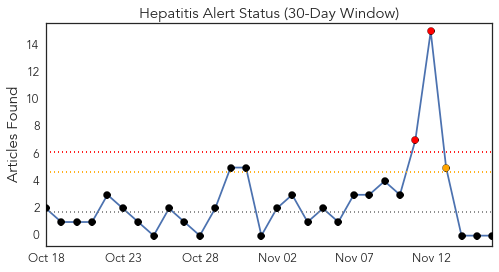 Hepatitis Alert Status (30-Day Window)
Articles Found
14
12
10
8
6
4
2
0
Oct 18
Oct 23
Oct 28
Nov 02
Nov 07
Nov 12